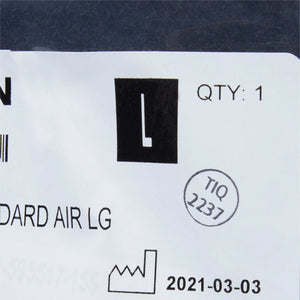 N
L
QTY: 1
TIQ
2237
DARD AIR LG
2021-03-03